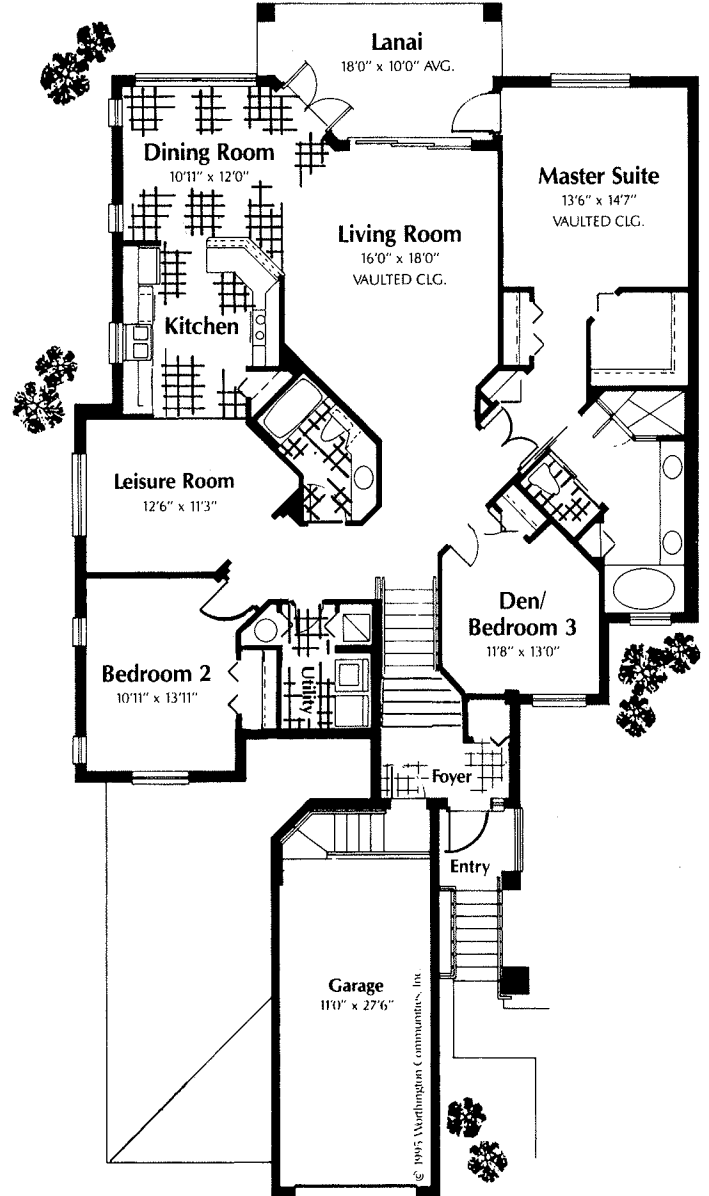 Lanai
18'0" x 10'0" AVG.
Dining Room
10'11" x 12'0"
Master Suite
13'6" x 14'7"
VAULTED CLG.
Living Room
16'0" x 18'0"
VAULTED CLG.
Kitchen
Leisure Room
12'6" x 11'3"
Den/
Bedroom 3
11'8" x 13'0"
Bedroom 2
10'11" x 13'11"
Utility
Foyer
Entry
Garage
11'0" x 27'6"
© 1995 Worthington Communities, Inc